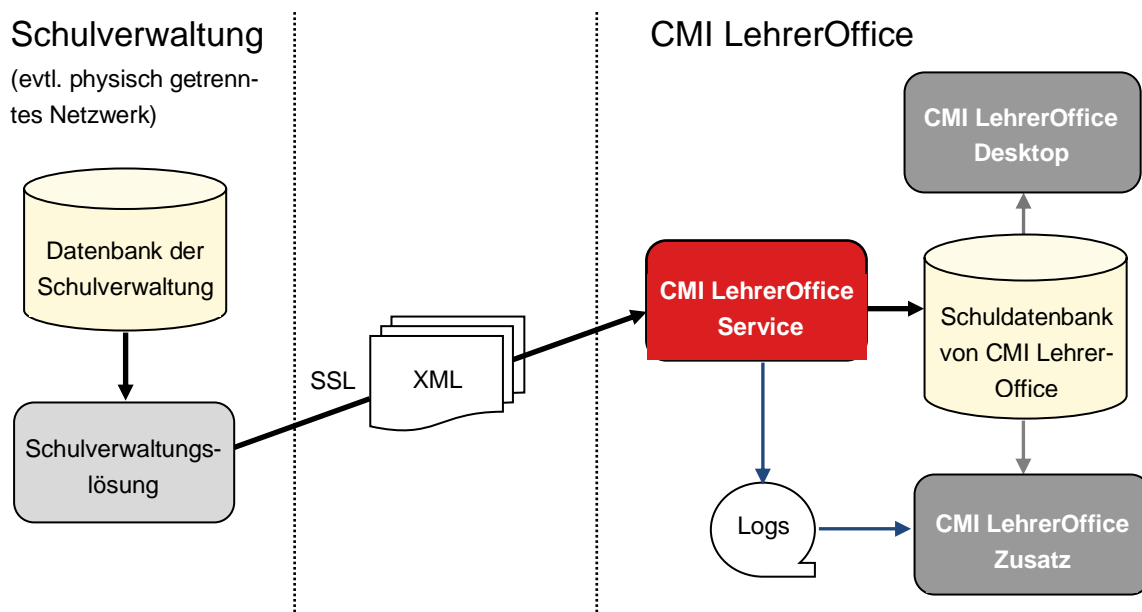 Schulverwaltung
(evtl. physisch getrenn-
tes Netzwerk)
Datenbank der
Schulverwaltung
Schulverwaltungs-
lösung
SSL
XML
CMI LehrerOffice
CMI LehrerOffice
Desktop
CMI LehrerOffice
Service
Schuldatenbank
von CMI Lehrer-
Office
Logs
CMI LehrerOffice
Zusatz